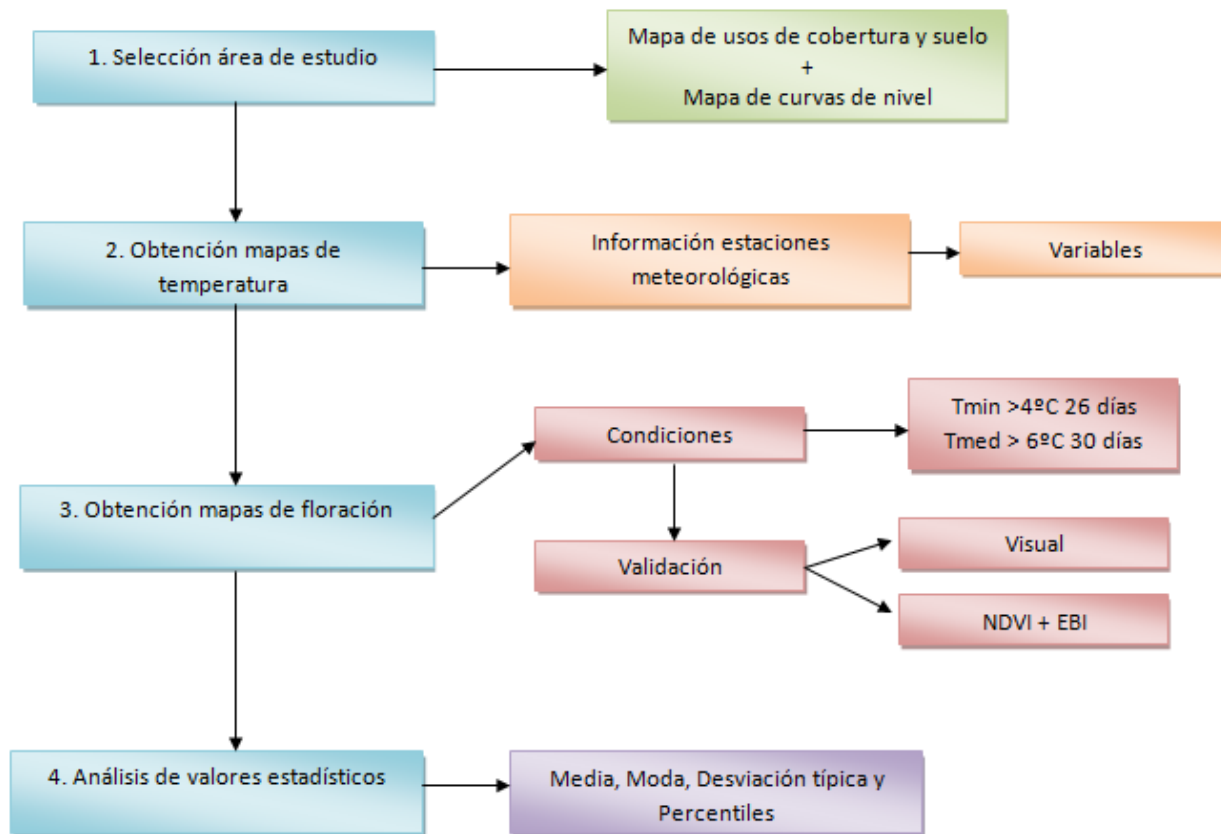 1. Selección área de estudio
Mapa de usos de cobertura y suelo
+
Mapa de curvas de nivel
2. Obtención mapas de
temperatura
Información estaciones
meteorológicas
Variables
3. Obtención mapas de floración
Condiciones
Tmin >4ºC 26 días
Tmed > 6ºC 30 días
Validación
Visual
NDVI + EBI
4. Análisis de valores estadísticos
Media, Moda, Desviación típica y
Percentiles